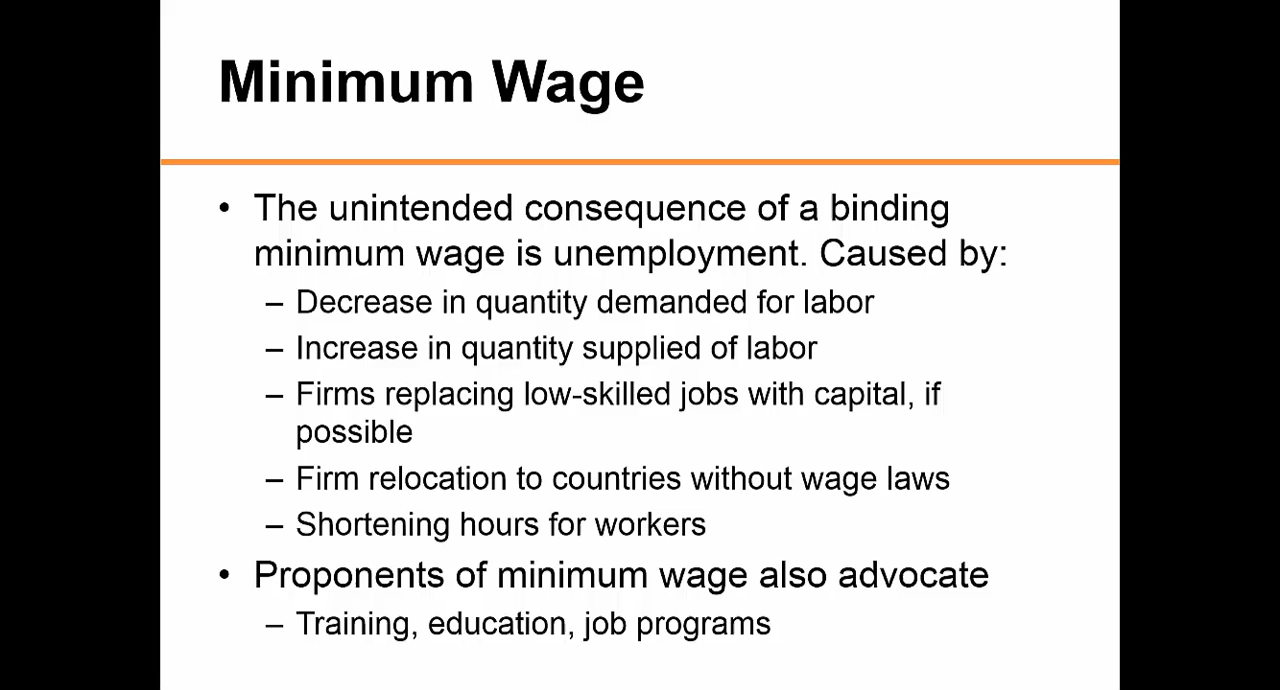 Minimum Wage
• The unintended consequence of a binding
minimum wage is unemployment. Caused by:
– Decrease in quantity demanded for labor
– Increase in quantity supplied of labor
– Firms replacing low-skilled jobs with capital, if
possible
– Firm relocation to countries without wage laws
– Shortening hours for workers
• Proponents of minimum wage also advocate
– Training, education, job programs